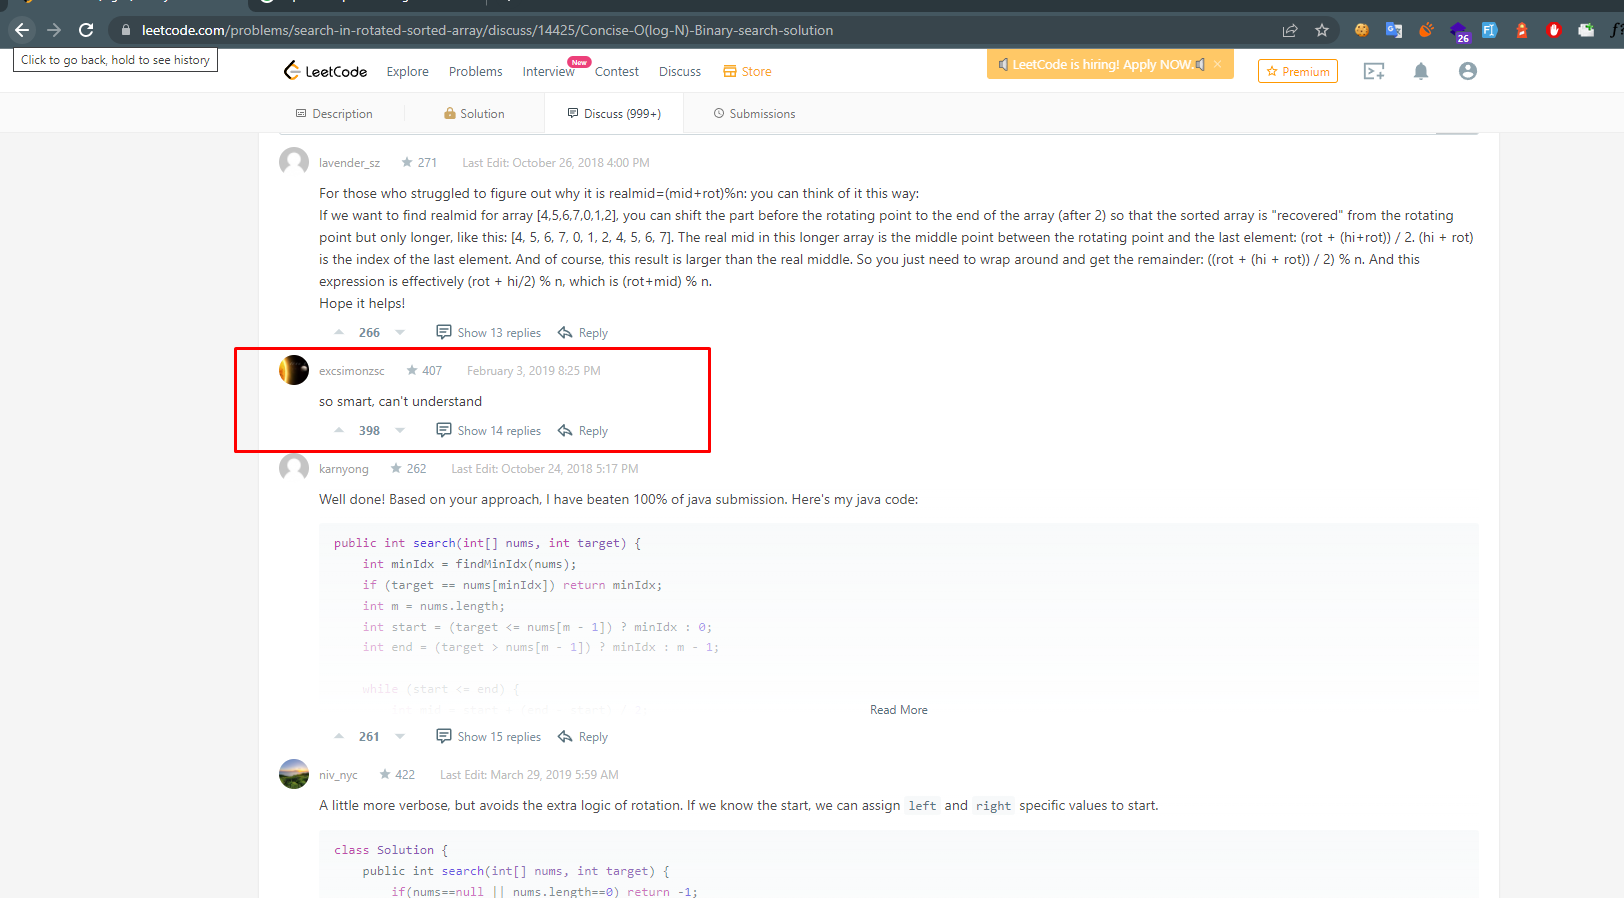 leetcode.com/problems/search-in-rotated-sorted-array/discuss/14425/Concise-O(log-N)-Binary-search-solution
26
Click to go back, hold to see history
LeetCode
Explore
Problems
Interview
New
Contest
Discuss
Store
LeetCode is hiring! Apply NOW.
×
Premium
Description
Solution
Discuss (999+)
Submissions
lavender_sz ★ 271 Last Edit: October 26, 2018 4:00 PM
For those who struggled to figure out why it is realmid=(mid+rot)%n: you can think of it this way:
If we want to find realmid for array [4,5,6,7,0,1,2], you can shift the part before the rotating point to the end of the array (after 2) so that the sorted array is "recovered" from the rotating
point but only longer, like this: [4, 5, 6, 7, 0, 1, 2, 4, 5, 6, 7]. The real mid in this longer array is the middle point between the rotating point and the last element: (rot + (hi+rot)) / 2. (hi + rot)
is the index of the last element. And of course, this result is larger than the real middle. So you just need to wrap around and get the remainder: ((rot + (hi + rot)) / 2) % n. And this
expression is effectively (rot + hi/2) % n, which is (rot+mid) % n.
Hope it helps!
266 Show 13 replies Reply
excsimonzsc ★ 407 February 3, 2019 8:25 PM
so smart, can't understand
398 Show 14 replies Reply
karnyong ★ 262 Last Edit: October 24, 2018 5:17 PM
Well done! Based on your approach, I have beaten 100% of java submission. Here's my java code:
public int search(int[] nums, int target) {
int minIdx = findMinIdx(nums);
if (target == nums[minIdx]) return minIdx;
int m = nums.length;
int start = (target <= nums[m - 1]) ? minIdx : 0;
int end = (target > nums[m - 1]) ? minIdx : m - 1;
while (start <= end) {
Read More
261 Show 15 replies Reply
niv_nyc ★ 422 Last Edit: March 29, 2019 5:59 AM
A little more verbose, but avoids the extra logic of rotation. If we know the start, we can assign left and right specific values to start.
class Solution {
public int search(int[] nums, int target) {
if(nums==null || nums.length==0) return -1;